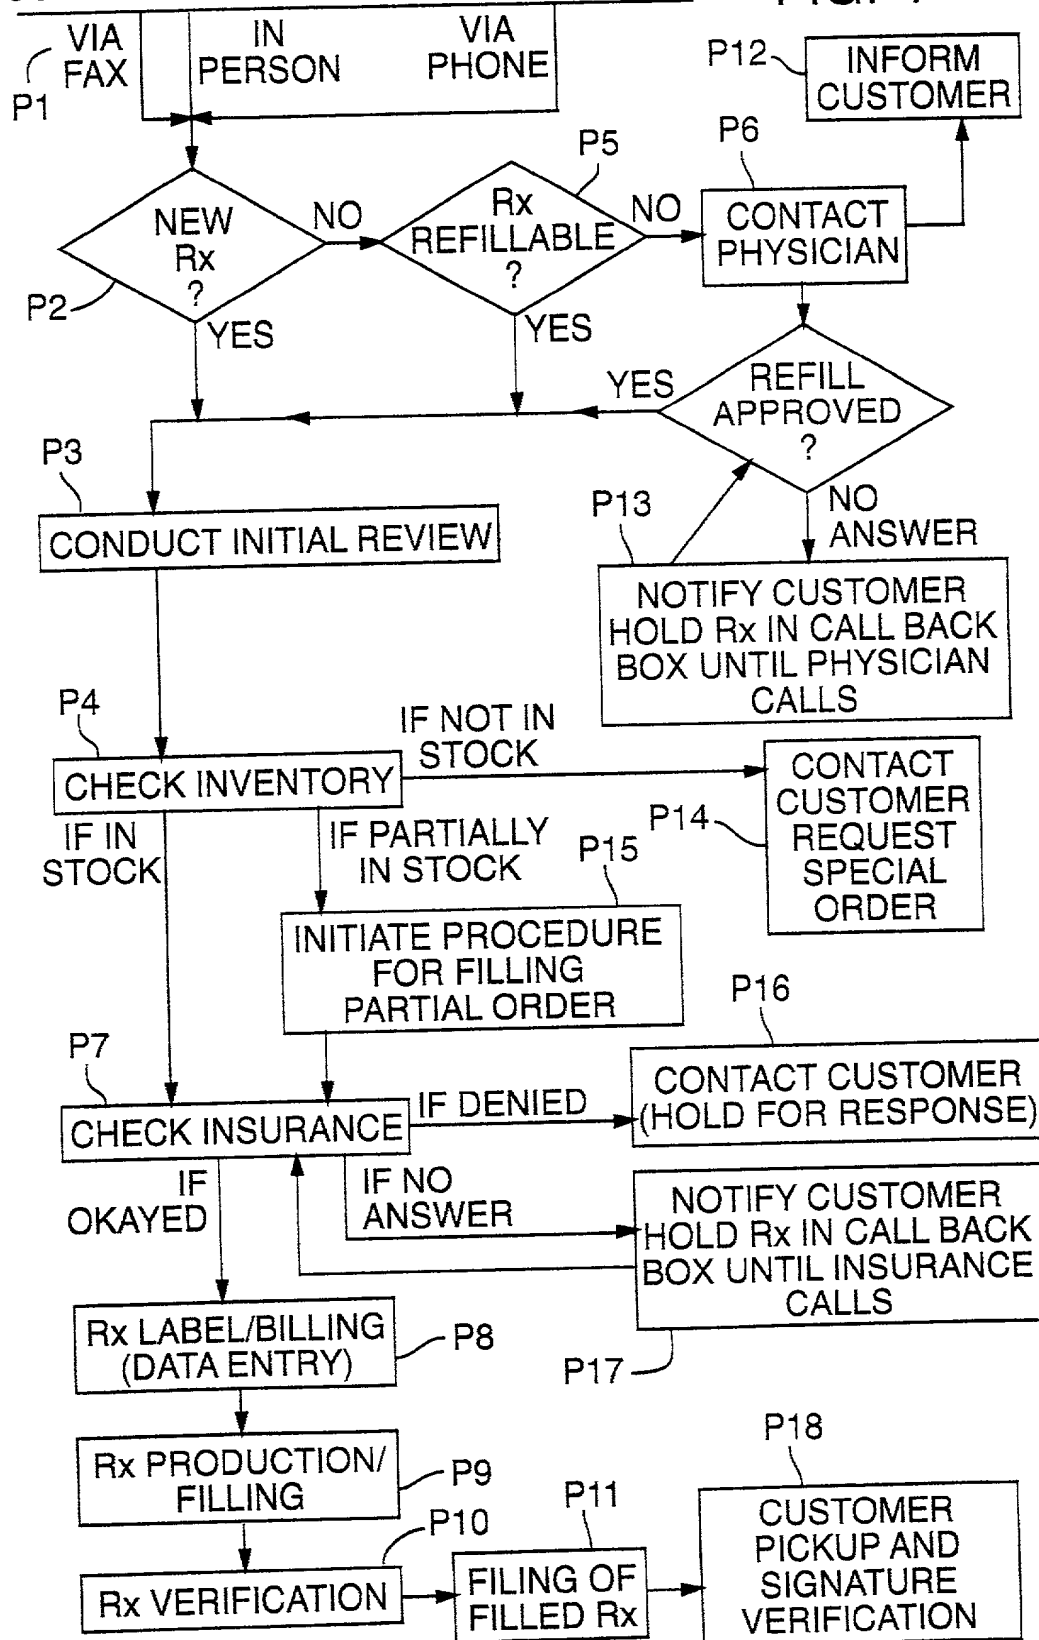 VIA
FAX
IN
PERSON
VIA
PHONE
P1
P12
INFORM
CUSTOMER
P5
P6
NEW
Rx
?
NO
Rx
REFILLABLE
?
NO
CONTACT
PHYSICIAN
P2
YES
YES
YES
REFILL
APPROVED
?
P3
CONDUCT INITIAL REVIEW
P13
NO
ANSWER
NOTIFY CUSTOMER
HOLD Rx IN CALL BACK
BOX UNTIL PHYSICIAN
CALLS
P4
IF NOT IN
STOCK
CHECK INVENTORY
CONTACT
CUSTOMER
REQUEST
SPECIAL
ORDER
P14
IF IN
STOCK
IF PARTIALLY
IN STOCK
P15
INITIATE PROCEDURE
FOR FILLING
PARTIAL ORDER
P16
P7
CHECK INSURANCE
IF DENIED
CONTACT CUSTOMER
(HOLD FOR RESPONSE)
IF
OKAYED
IF NO
ANSWER
NOTIFY CUSTOMER
HOLD Rx IN CALL BACK
BOX UNTIL INSURANCE
CALLS
Rx LABEL/BILLING
(DATA ENTRY)
P8
P17
Rx PRODUCTION/
FILLING
P9
P18
P10
P11
Rx VERIFICATION
FILING OF
FILLED Rx
CUSTOMER
PICKUP AND
SIGNATURE
VERIFICATION